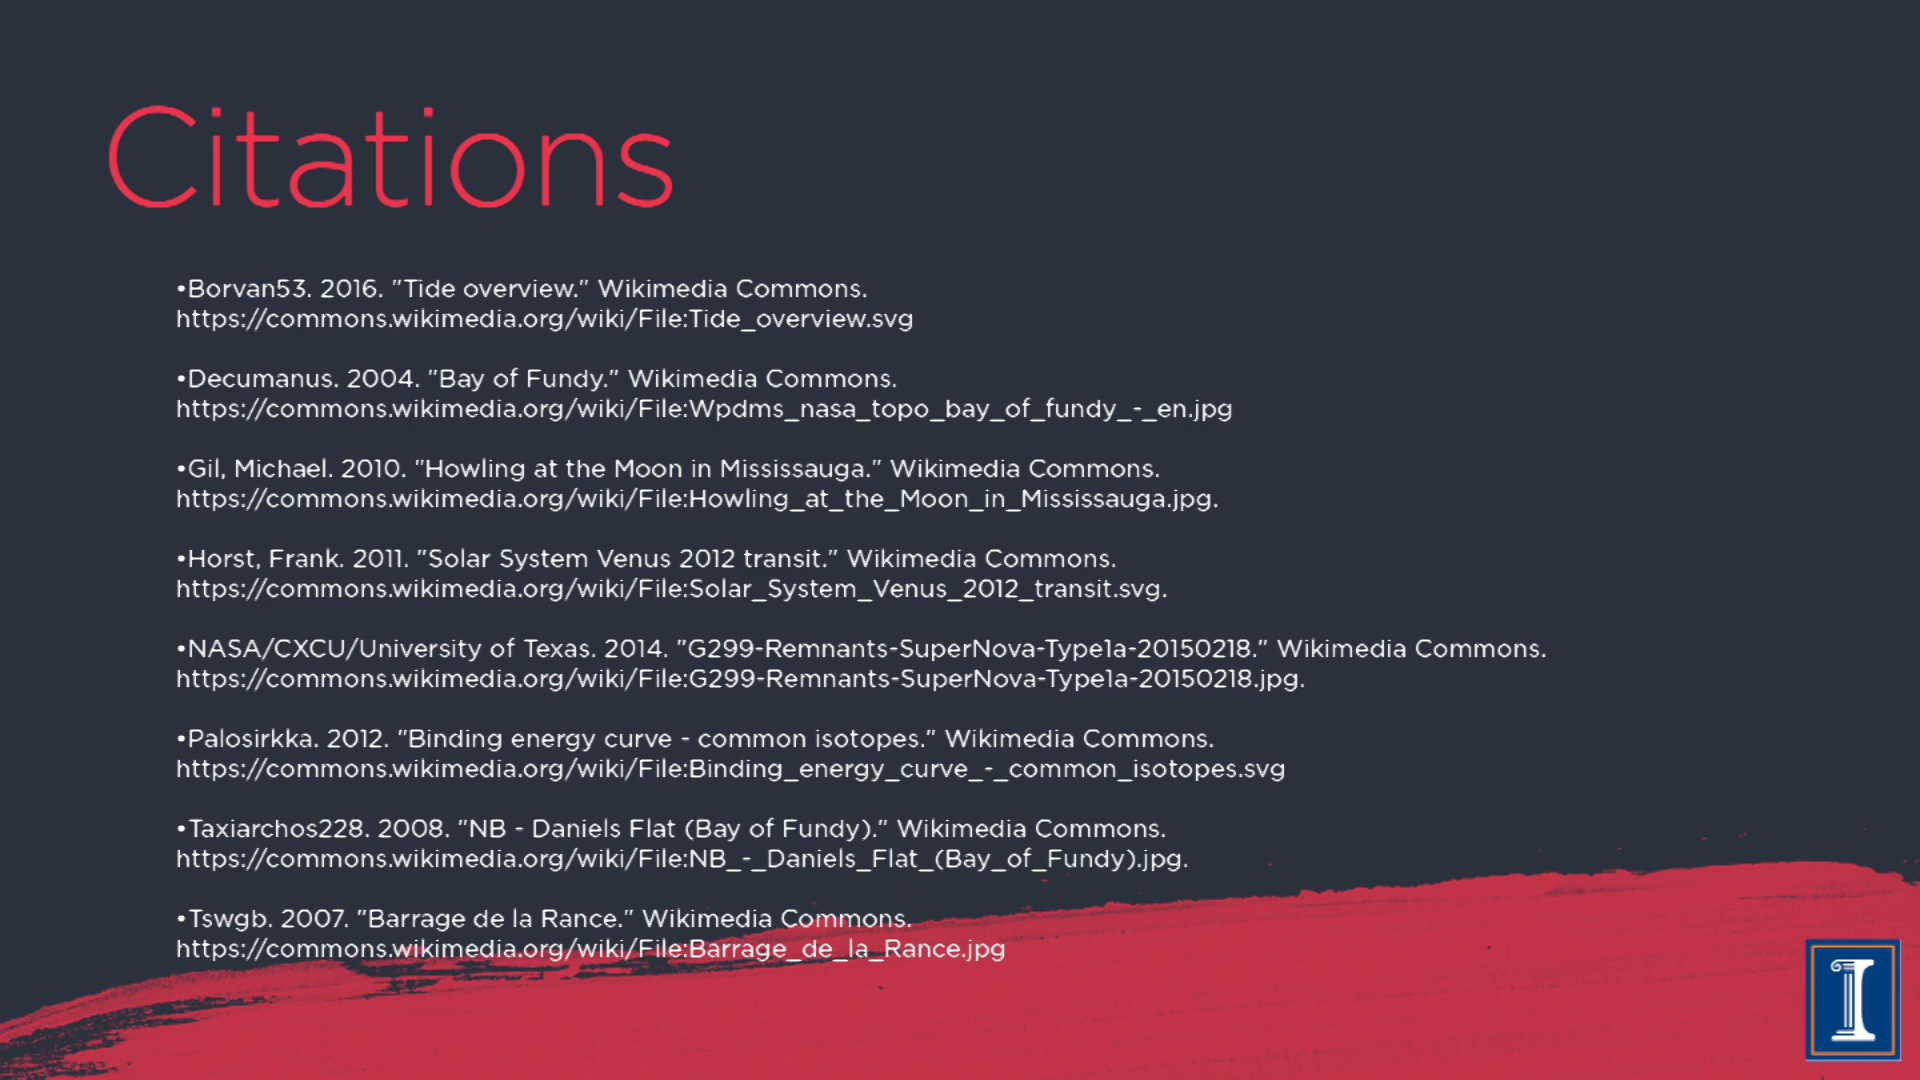 Citations
•Borvan53. 2016. "Tide overview." Wikimedia Commons.
https://commons.wikimedia.org/wiki/File:Tide_overview.svg
•Decumanus. 2004. "Bay of Fundy." Wikimedia Commons.
https://commons.wikimedia.org/wiki/File:Wpdms_nasa_topo_bay_of_fundy_-_en.jpg
•Gil, Michael. 2010. "Howling at the Moon in Mississauga." Wikimedia Commons.
https://commons.wikimedia.org/wiki/File:Howling_at_the_Moon_in_Mississauga.jpg.
•Horst, Frank. 2011. "Solar System Venus 2012 transit." Wikimedia Commons.
https://commons.wikimedia.org/wiki/File:Solar_System_Venus_2012_transit.svg.
•NASA/CXCU/University of Texas. 2014. "G299-Remnants-SuperNova-Type1a-20150218." Wikimedia Commons.
https://commons.wikimedia.org/wiki/File:G299-Remnants-SuperNova-Type1a-20150218.jpg.
•Palosirkka. 2012. "Binding energy curve - common isotopes." Wikimedia Commons.
https://commons.wikimedia.org/wiki/File:Binding_energy_curve_-_common_isotopes.svg
•Taxiarchos228. 2008. "NB - Daniels Flat (Bay of Fundy)." Wikimedia Commons.
https://commons.wikimedia.org/wiki/File:NB_-_Daniels_Flat_(Bay_of_Fundy).jpg.
•Tswgb. 2007. "Barrage de la Rance." Wikimedia Commons.
https://commons.wikimedia.org/wiki/File:Barrage_de_la_Rance.jpg
I